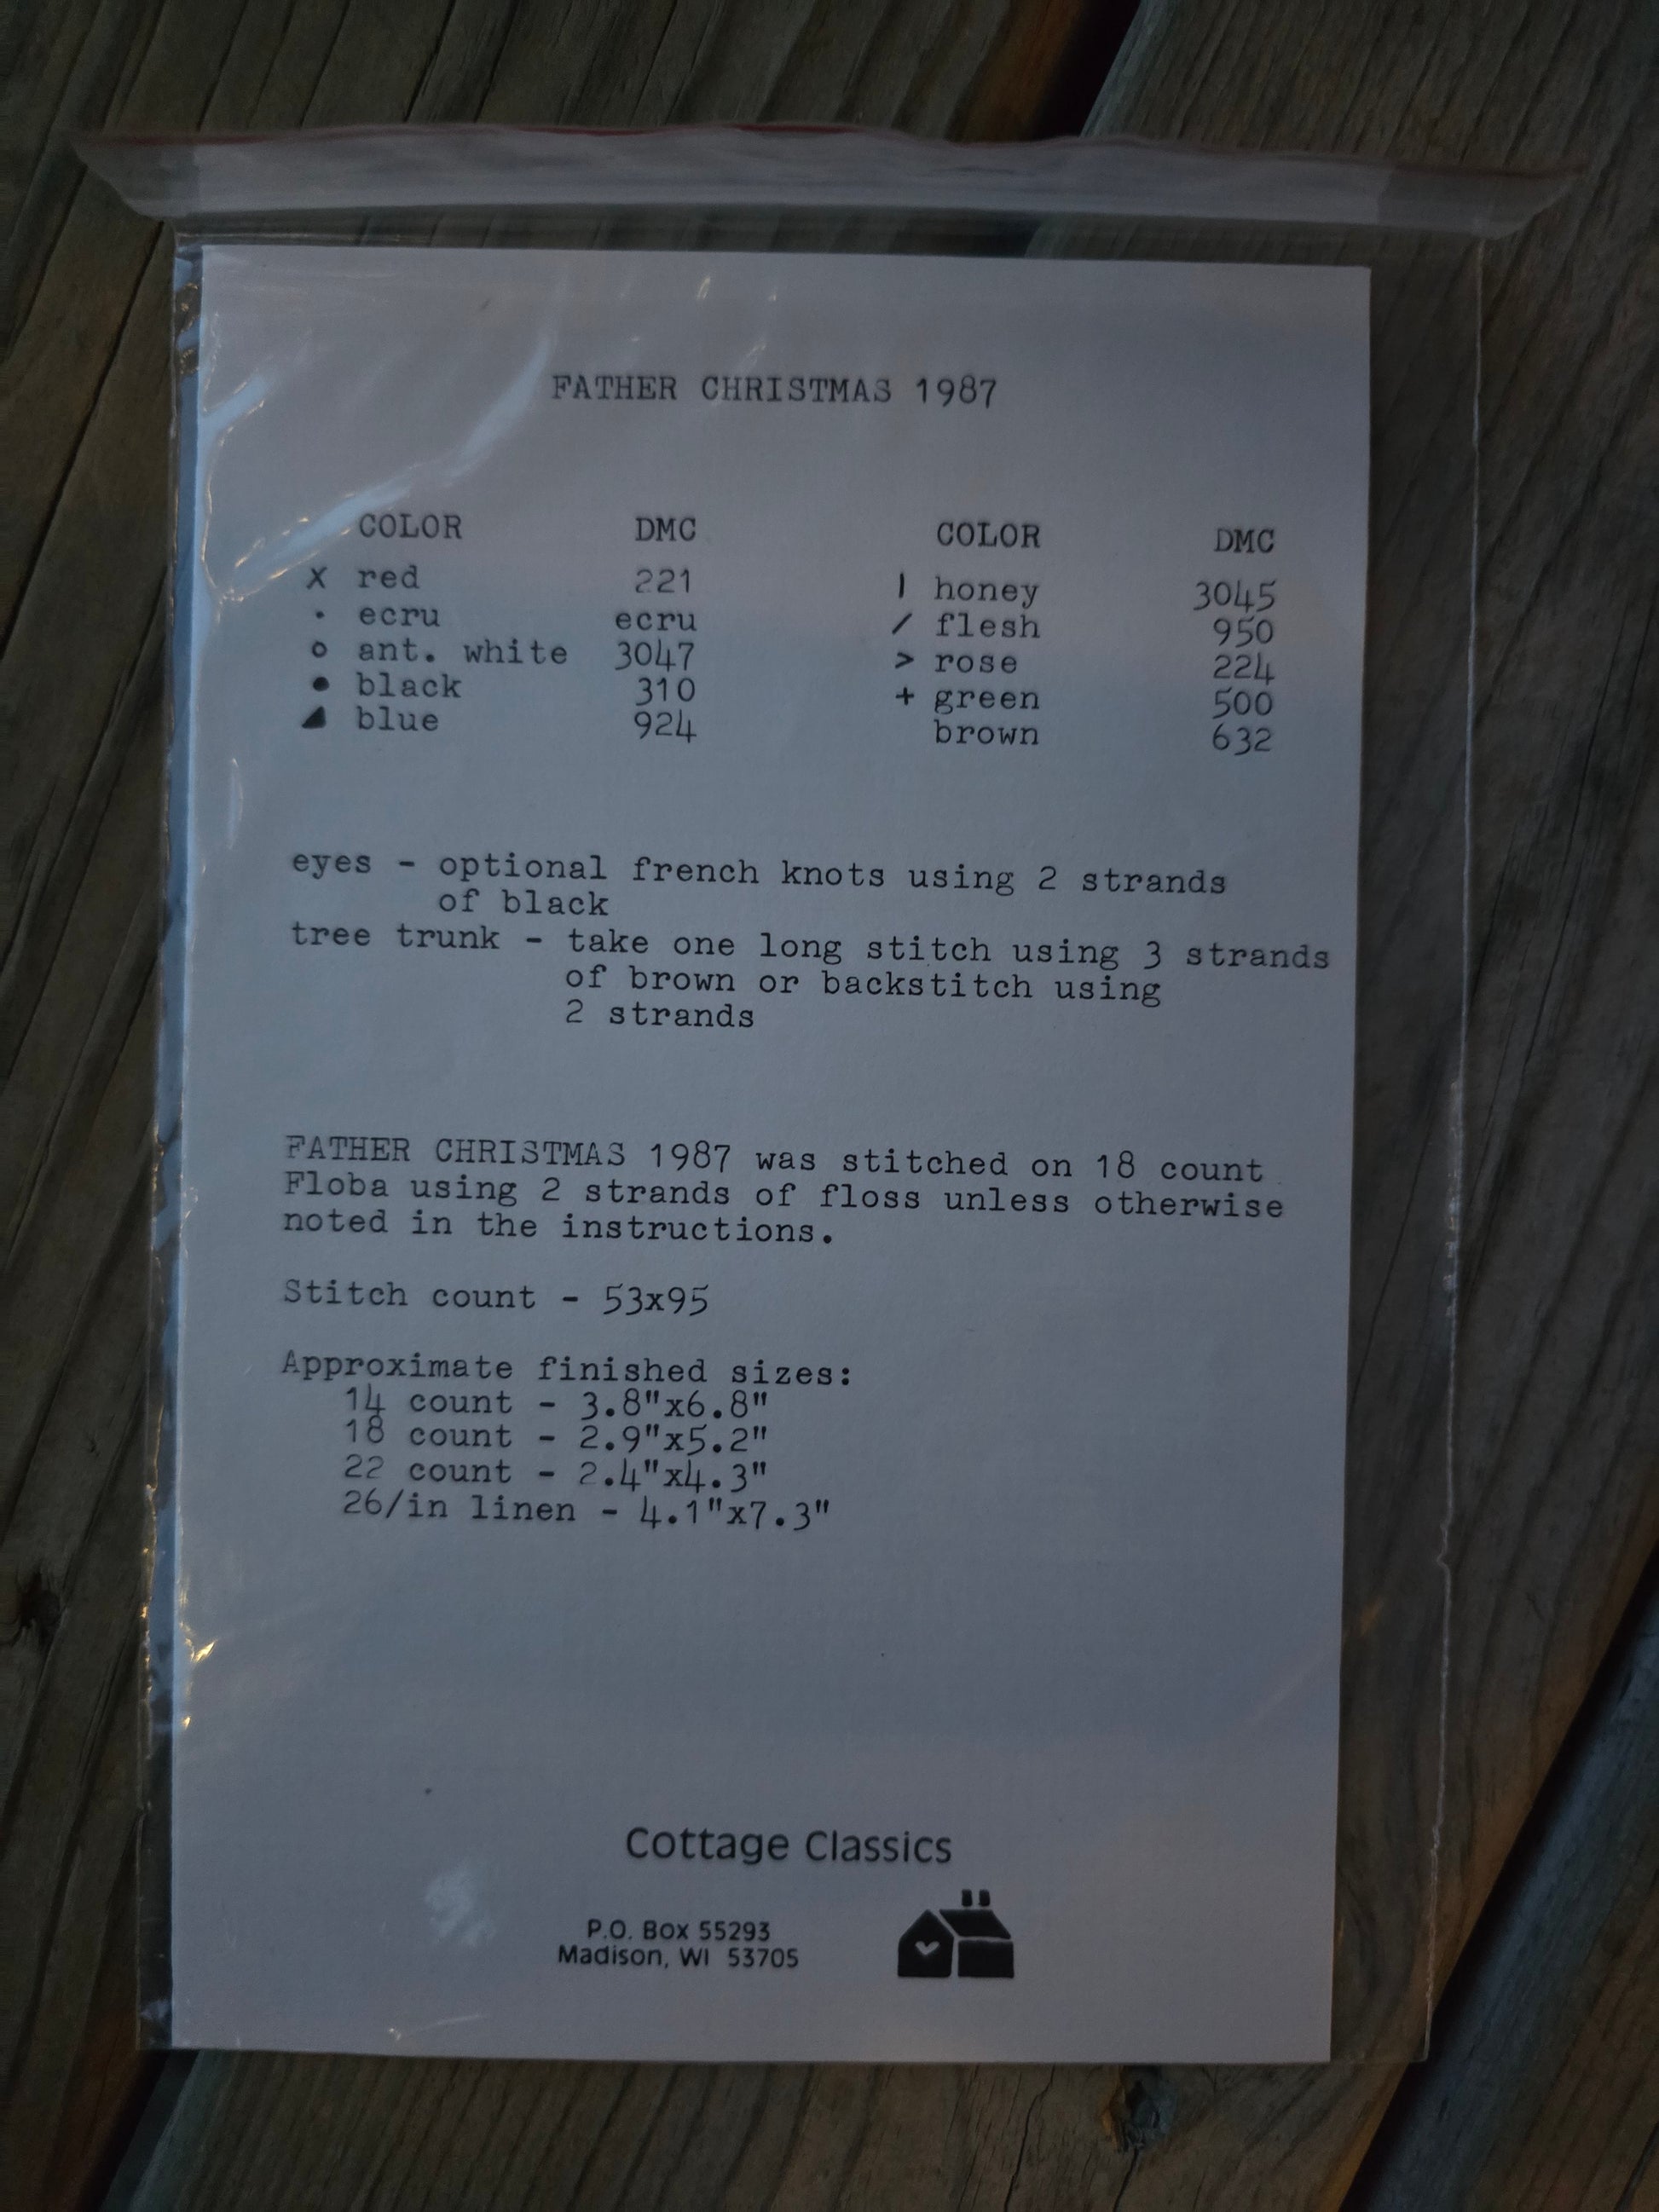 FATHER CHRISTMAS 1987
COLOR DMC COLOR DMC
X red 221 | honey 3045
· ecru ecru / flesh 950
o ant. white 3047 > rose 224
● black 310 + green 500
◢ blue 924 brown 632
eyes - optional french knots using 2 strands
of black
tree trunk - take one long stitch using 3 strands
of brown or backstitch using
2 strands
FATHER CHRISTMAS 1987 was stitched on 18 count
Floba using 2 strands of floss unless otherwise
noted in the instructions.
Stitch count - 53x95
Approximate finished sizes:
14 count - 3.8"x6.8"
18 count - 2.9"x5.2"
22 count - 2.4"x4.3"
26/in linen - 4.1"x7.3"
Cottage Classics
P.O. Box 55293
Madison, WI 53705